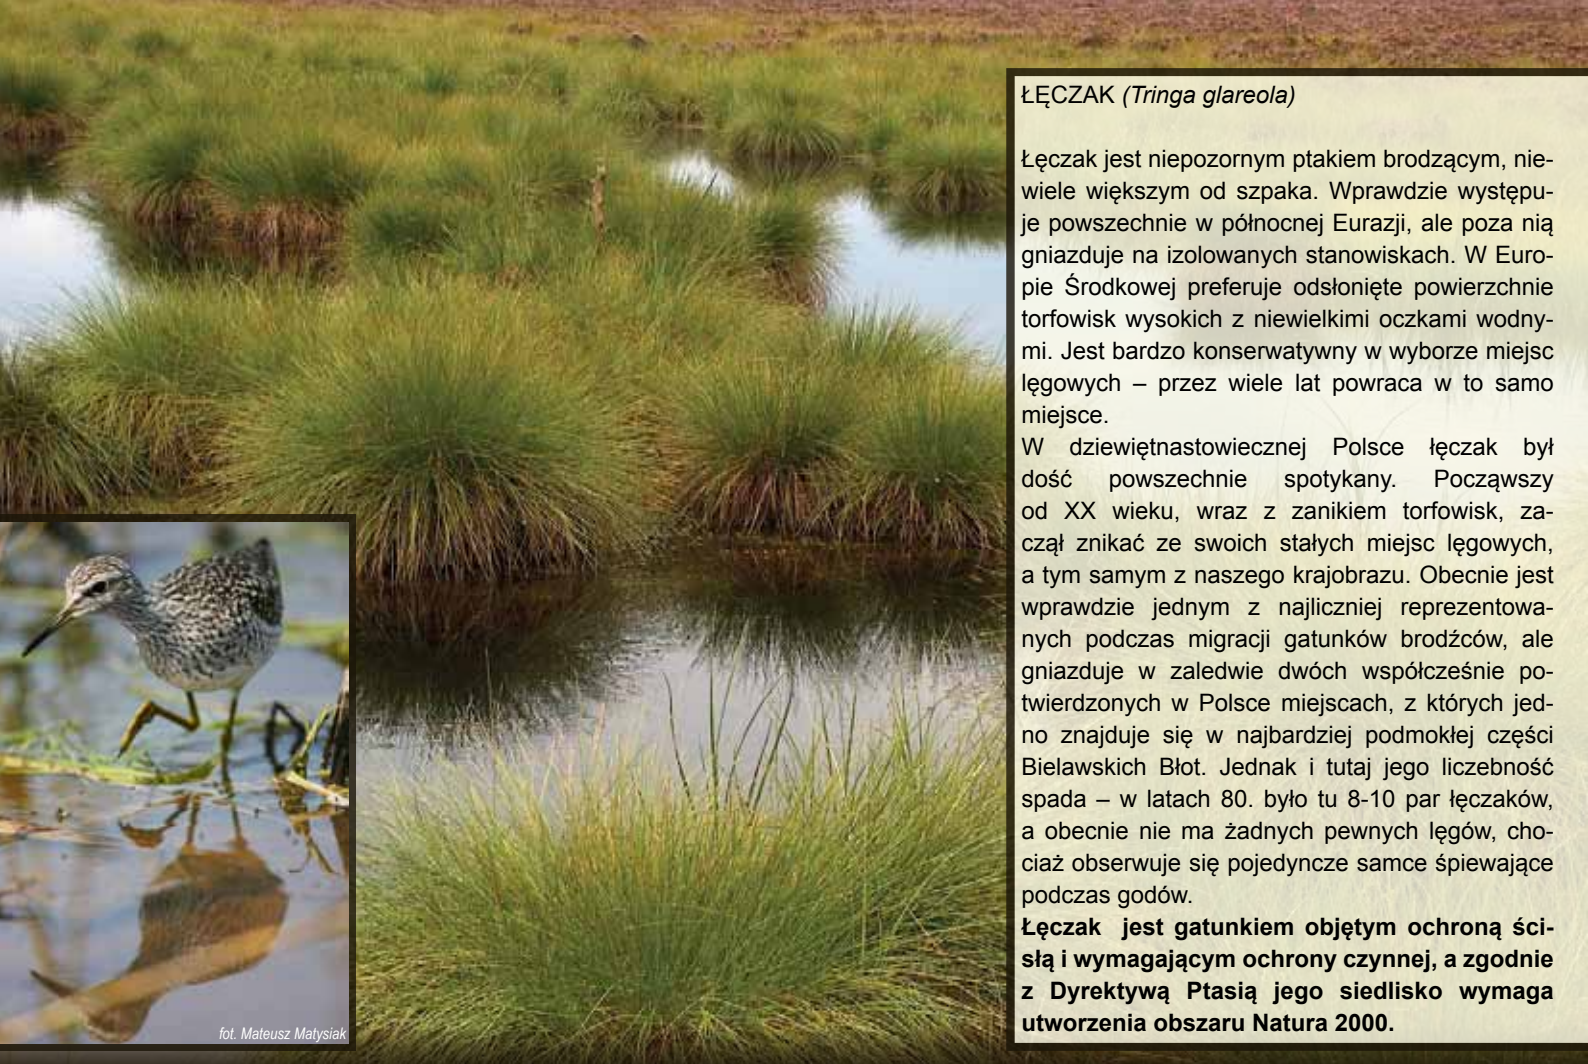 ŁĘCZAK (Tringa glareola)
Łęczak jest niepozornym ptakiem brodzącym, nie-
wiele większym od szpaka. Wprawdzie występu-
je powszechnie w północnej Eurazji, ale poza nią
gniazduje na izolowanych stanowiskach. W Euro-
pie Środkowej preferuje odsłonięte powierzchnie
torfowisk wysokich z niewielkimi oczkami wodny-
mi. Jest bardzo konserwatywny w wyborze miejsc
lęgowych – przez wiele lat powraca w to samo
miejsce.
W dziewiętnastowiecznej Polsce łęczak był
dość powszechnie spotykany. Począwszy
od XX wieku, wraz z zanikiem torfowisk, za-
czął znikać ze swoich stałych miejsc lęgowych,
a tym samym z naszego krajobrazu. Obecnie jest
wprawdzie jednym z najliczniej reprezentowa-
nych podczas migracji gatunków brodźców, ale
gniazduje w zaledwie dwóch współcześnie po-
twierdzonych w Polsce miejscach, z których jed-
no znajduje się w najbardziej podmokłej części
Bielawskich Błot. Jednak i tutaj jego liczebność
spada – w latach 80. było tu 8-10 par łęczaków,
a obecnie nie ma żadnych pewnych lęgów, cho-
ciaż obserwuje się pojedyncze samce śpiewające
podczas godów.
Łęczak jest gatunkiem objętym ochroną ści-
słą i wymagającym ochrony czynnej, a zgodnie
z Dyrektywą Ptasią jego siedlisko wymaga
utworzenia obszaru Natura 2000.
fot. Mateusz Matysiak